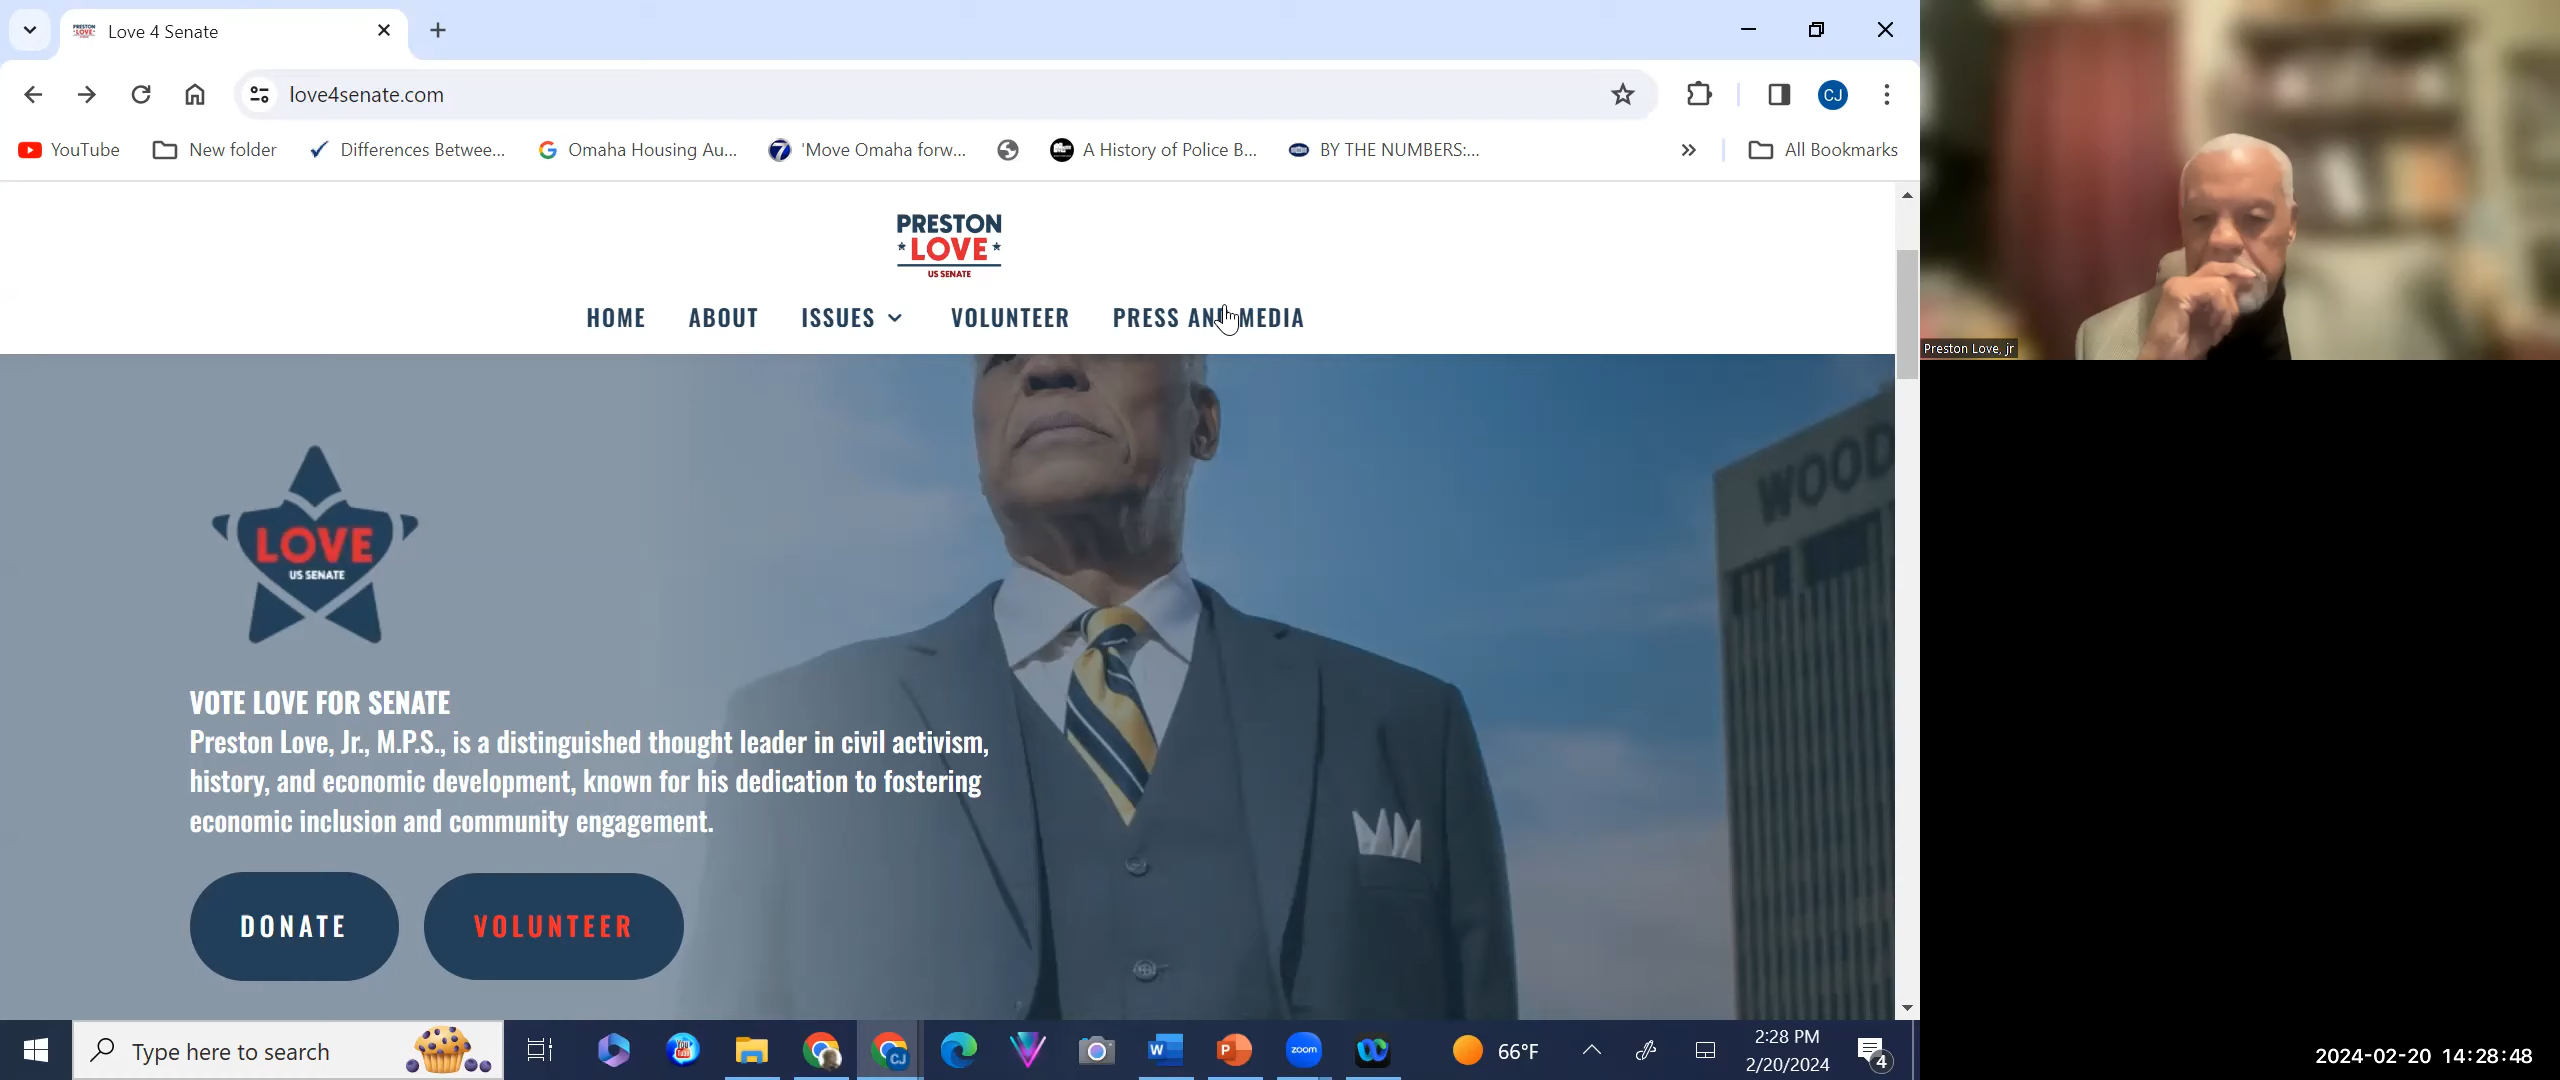 Love 4 Senate
love4senate.com
CJ
YouTube
New folder
Differences Betwee...
Omaha Housing Au...
'Move Omaha forw...
A History of Police B...
BY THE NUMBERS:...
All Bookmarks
PRESTON
LOVE
US SENATE
HOME
ABOUT
ISSUES
VOLUNTEER
PRESS AND MEDIA
Preston Love, jr
WOOD
LOVE
US SENATE
VOTE LOVE FOR SENATE
Preston Love, Jr., M.P.S., is a distinguished thought leader in civil activism,
history, and economic development, known for his dedication to fostering
economic inclusion and community engagement.
DONATE
VOLUNTEER
Type here to search
zoom
66°F
2:28 PM
2/20/2024
4
2024-02-20 14:28:48